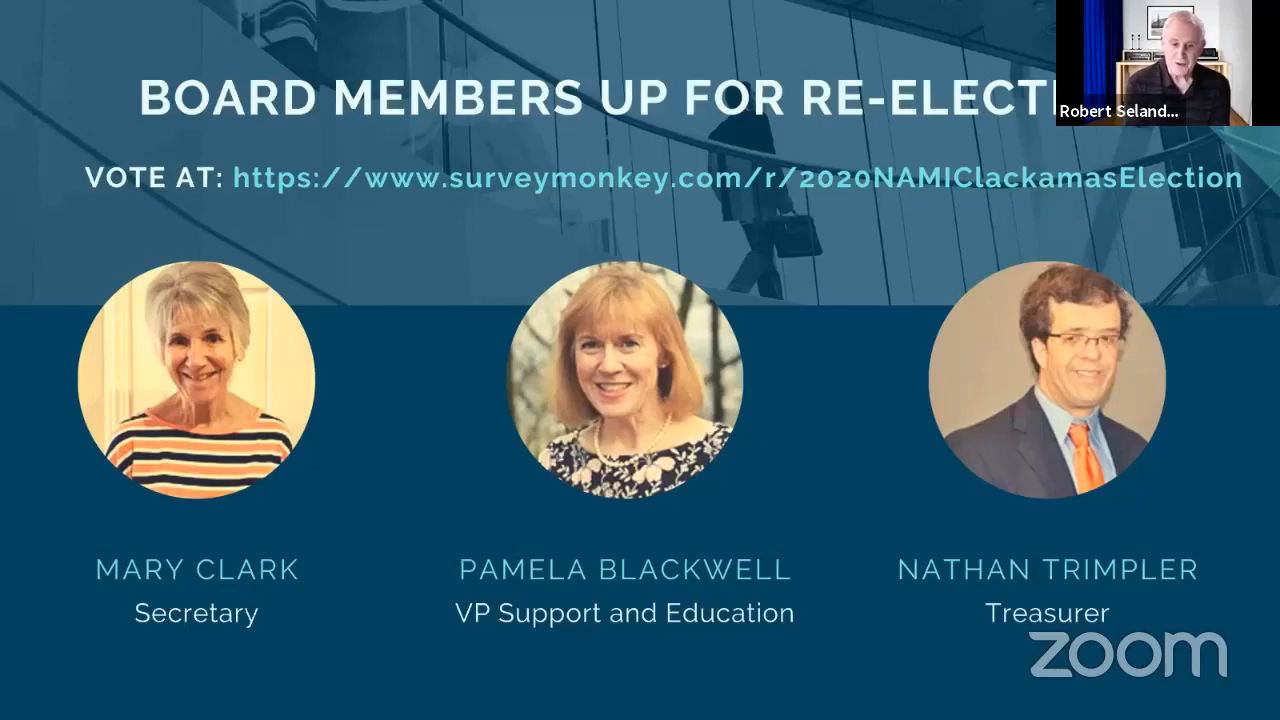 BOARD MEMBERS UP FOR RE-ELECTI
Robert Seland...
VOTE AT: https://www.surveymonkey.com/r/2020NAMIClackamasElection
MARY CLARK
Secretary
PAMELA BLACKWELL
VP Support and Education
NATHAN TRIMPLER
Treasurer
zoom